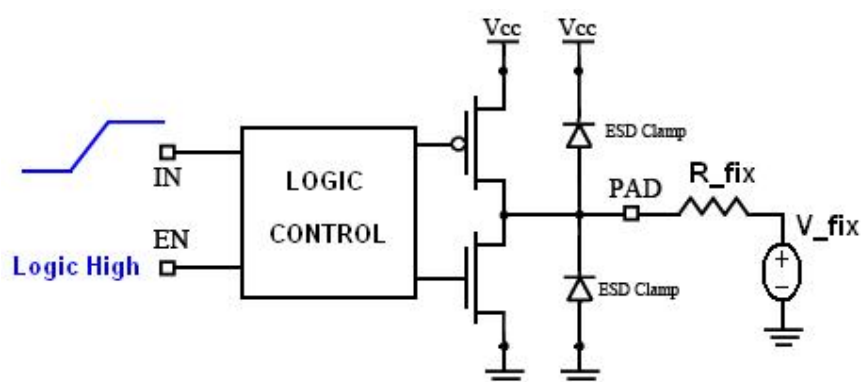 Vcc
Vcc
ESD Clamp
R_fix
IN
LOGIC
PAD
CONTROL
V_fix
EN
Logic High
ESD Clamp
+
−